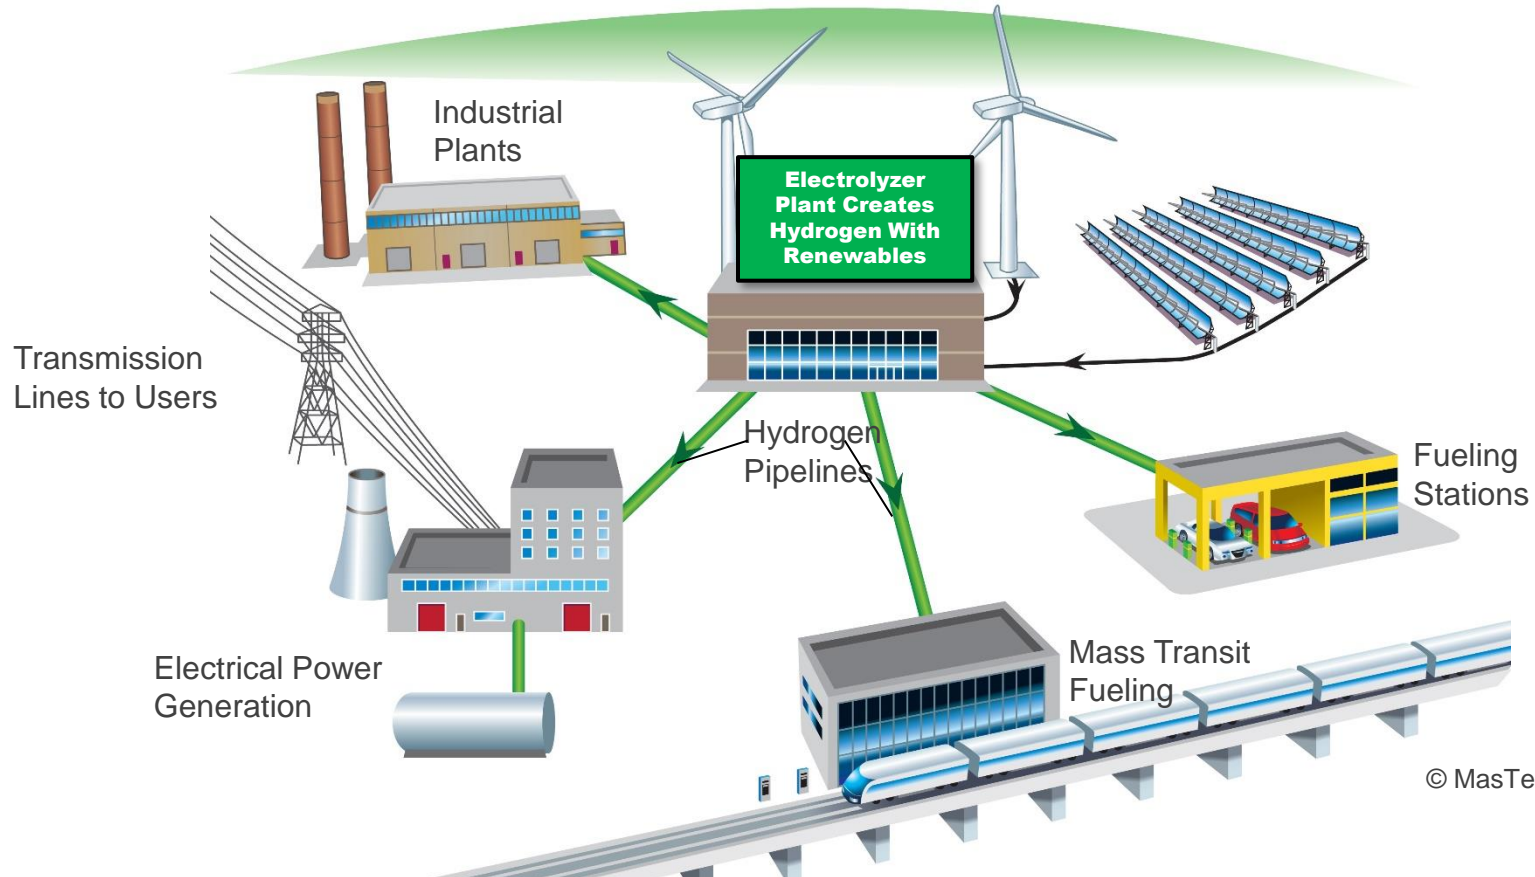 Industrial
Plants
Electrolyzer
Plant Creates
Hydrogen With
Renewables
Transmission
Lines to Users
Hydrogen
Pipelines
Fueling
Stations
Electrical Power
Generation
Mass Transit
Fueling
© MasTe